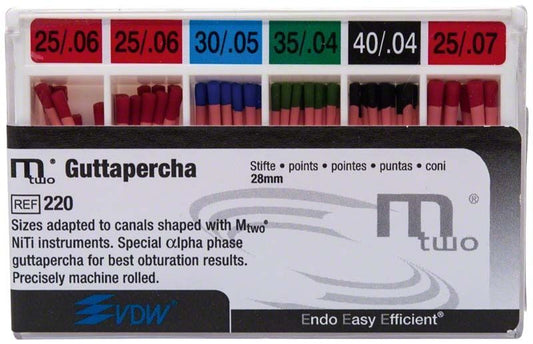 25/.06 25/.06 30/.05 35/.04 40/.04 25/.07
mtwo® Guttapercha
Stifte • points • pointes • puntas • coni
28mm
REF 220
Sizes adapted to canals shaped with Mtwo®
NiTi instruments. Special αlpha phase
guttapercha for best obturation results.
Precisely machine rolled.
mtwo®
VDW®
Endo Easy Efficient®